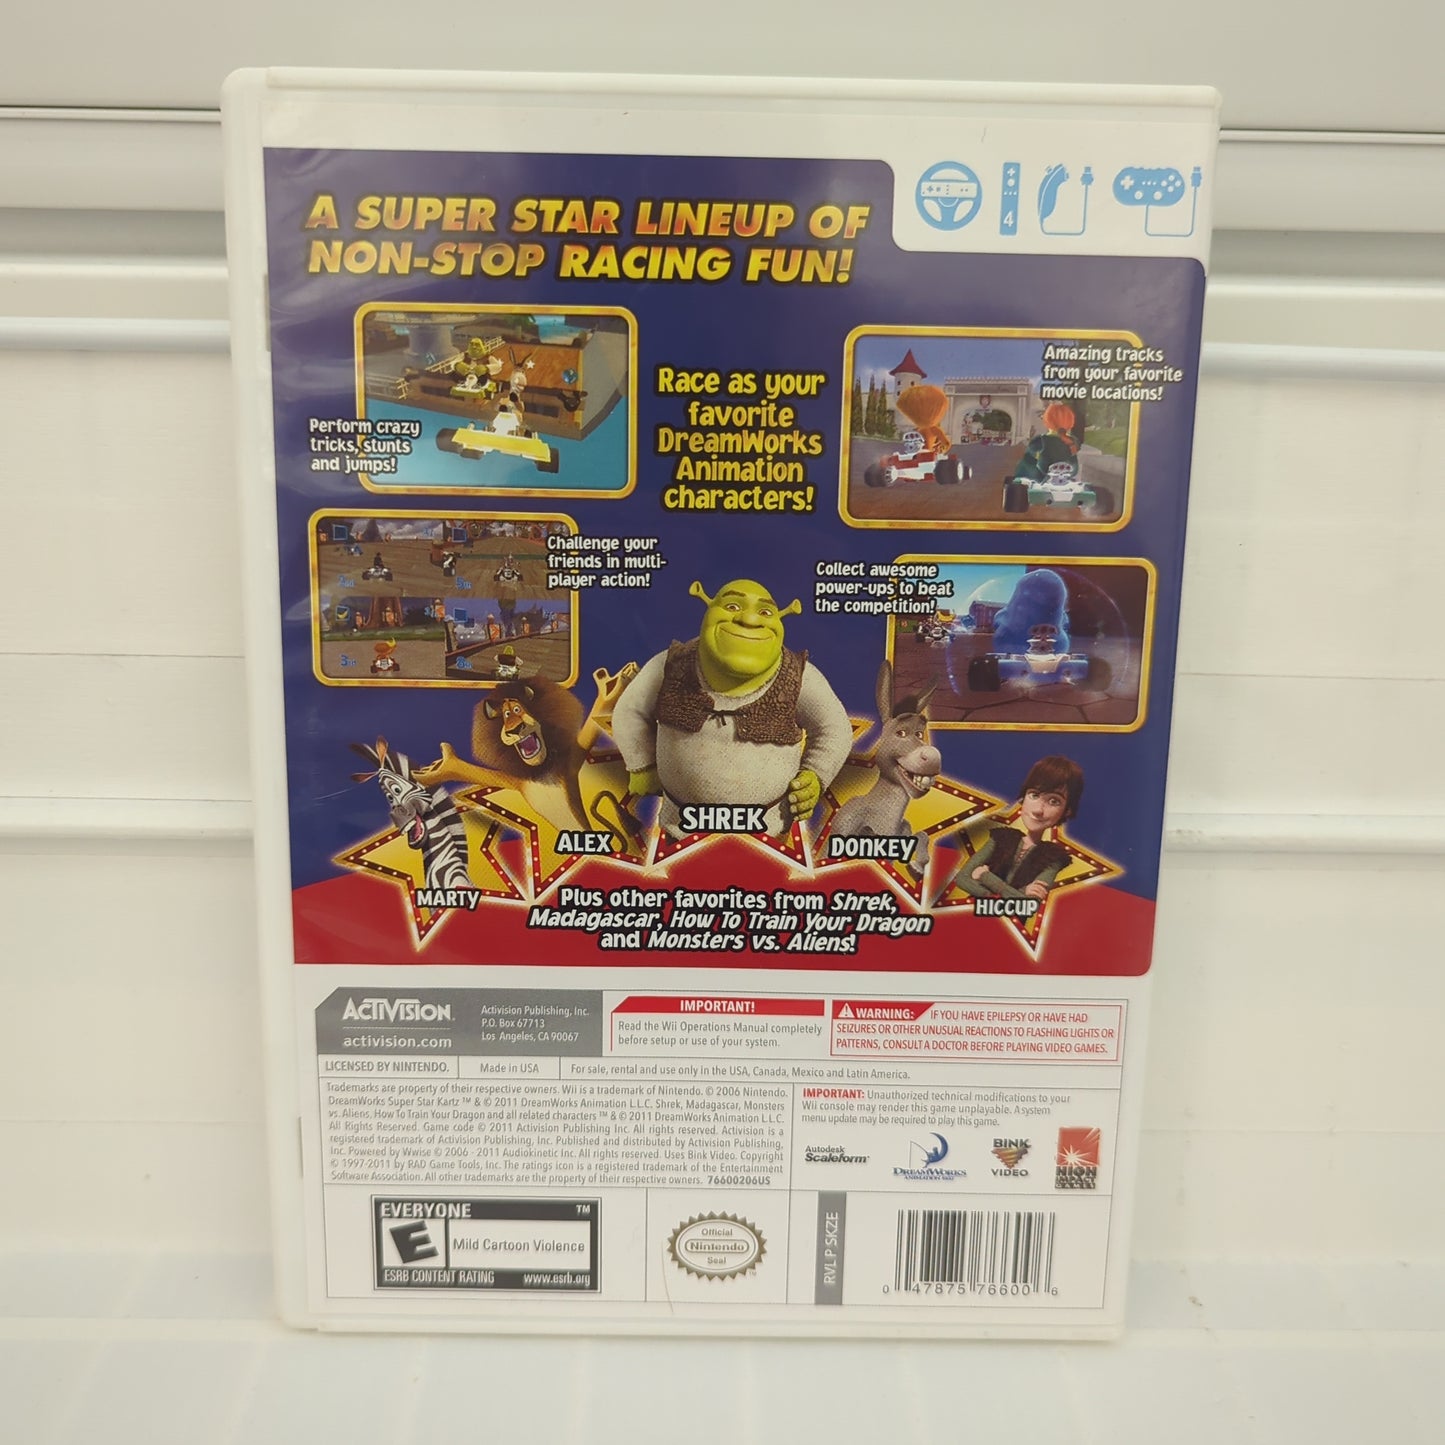 A SUPER STAR LINEUP OF
NON-STOP RACING FUN!
4
Perform crazy
tricks, stunts
and jumps!
Race as your
favorite
DreamWorks
Animation
characters!
Amazing tracks
from your favorite
movie locations!
Challenge your
friends in multi-
player action!
Collect awesome
power-ups to beat
the competition!
SHREK
ALEX
DONKEY
MARTY
HICCUP
Plus other favorites from Shrek,
Madagascar, How To Train Your Dragon
and Monsters vs. Aliens!
ACTIVISION
activision.com
Activision Publishing, Inc.
P.O. Box 67713
Los Angeles, CA 90067
IMPORTANT!
Read the Wii Operations Manual completely
before setup or use of your system.
WARNING: IF YOU HAVE EPILEPSY OR HAVE HAD
SEIZURES OR OTHER UNUSUAL REACTIONS TO FLASHING LIGHTS OR
PATTERNS, CONSULT A DOCTOR BEFORE PLAYING VIDEO GAMES.
LICENSED BY NINTENDO.
Made in USA
For sale, rental and use only in the USA, Canada, Mexico and Latin America.
Trademarks are property of their respective owners. Wii is a trademark of Nintendo. © 2006 Nintendo.
DreamWorks Super Star Kartz ™ & © 2011 DreamWorks Animation L.L.C. Shrek, Madagascar, Monsters
vs. Aliens, How To Train Your Dragon and all related characters ™ & © 2011 DreamWorks Animation L.L.C.
All Rights Reserved. Game code © 2011 Activision Publishing Inc. All rights reserved. Activision is a
registered trademark of Activision Publishing, Inc. Published and distributed by Activision Publishing,
Inc. Powered by Wwise © 2006 - 2011 Audiokinetic Inc. All rights reserved. Uses Bink Video. Copyright
© 1997-2011 by RAD Game Tools, Inc. The ratings icon is a registered trademark of the Entertainment
Software Association. All other trademarks are the property of their respective owners. 76600206US
IMPORTANT: Unauthorized technical modifications to your
Wii console may render this game unplayable. A system
menu update may be required to play this game.
Autodesk
Scaleform
DREAMWORKS
ANIMATION SKG
BINK
VIDEO
HIGH
IMPACT
GAMES
EVERYONE ™
E
Mild Cartoon Violence
ESRB CONTENT RATING www.esrb.org
Official
Nintendo
Seal
™
RVL P SKZE
0 47875 76600 6